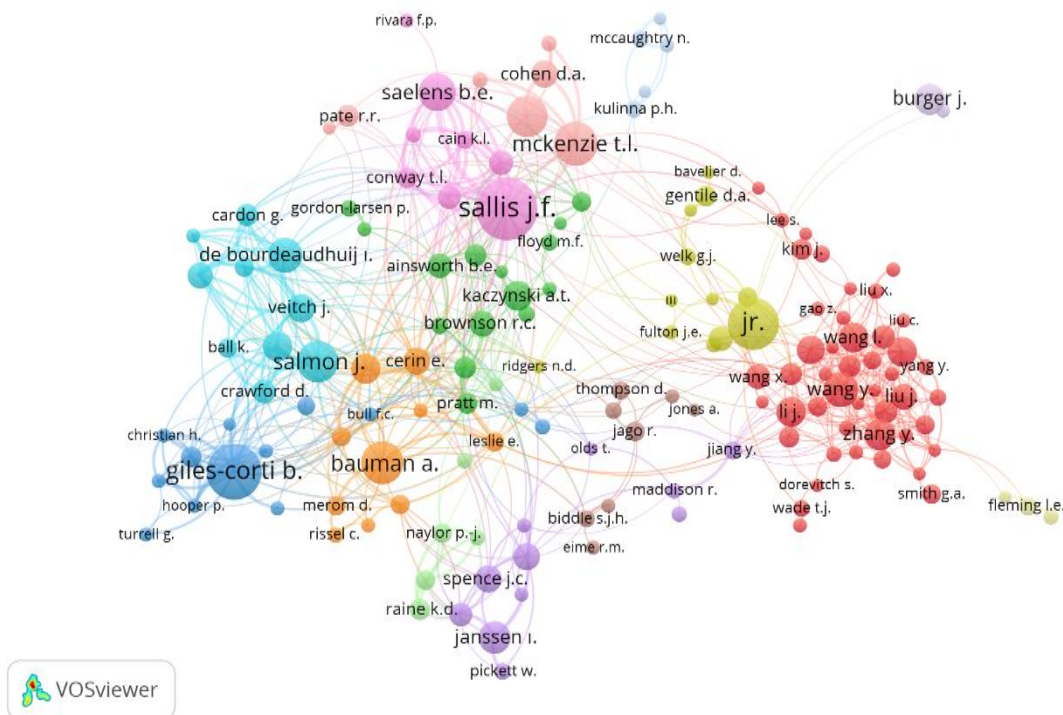 rivara f.p.
mccaughtry n.
cohen d.a.
saelens b.e.
burger j.
kulinna p.h.
pate r.r.
cain k.l.
mckenzie t.l.
bavelier d.
conway t.l.
gentile d.a.
cardon g.
gordon-larsen p.
sallis j.f.
lee s.
floyd m.f.
kim j.
de bourdeaudhuij ı.
welk g.j.
ainsworth b.e.
liu x.
kaczynski a.t.
iii
gao z.
liu c.
veitch j.
brownson r.c.
jr.
fulton j.e.
wang l.
ball k.
cerin e.
yang y.
salmon j.
ridgers n.d.
wang x.
crawford d.
thompson d.
wang y.
liu j.
pratt m.
bull f.c.
jones a.
li j.
christian h.
jago r.
zhang y.
leslie e.
olds t.
jiang y.
giles-corti b.
bauman a.
dorevitch s.
maddison r.
smith g.a.
hooper p.
merom d.
wade t.j.
fleming l.e.
biddle s.j.h.
turrell g.
rissel c.
naylor p.-j.
eime r.m.
spence j.c.
raine k.d.
janssen ı.
pickett w.
VOSviewer